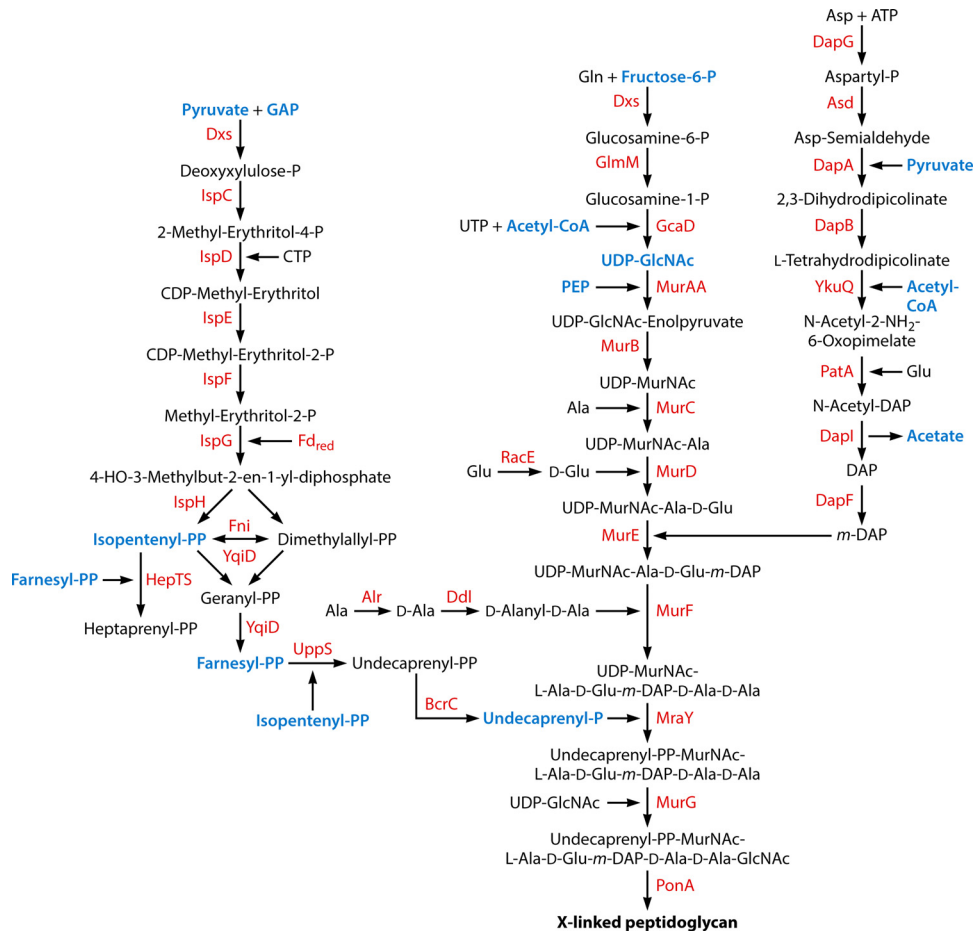 Pyruvate + GAP
Dxs
Deoxyxylulose-P
IspC
2-Methyl-Erythritol-4-P
IspD
CTP
CDP-Methyl-Erythritol
IspE
CDP-Methyl-Erythritol-2-P
IspF
Methyl-Erythritol-2-P
IspG
Fdred
4-HO-3-Methylbut-2-en-1-yl-diphosphate
IspH
Isopentenyl-PP
Fni
Dimethylallyl-PP
YqiD
Farnesyl-PP
HepTS
Geranyl-PP
Heptaprenyl-PP
YqiD
Farnesyl-PP
UppS
Undecaprenyl-PP
Isopentenyl-PP
BcrC
Undecaprenyl-P
Gln + Fructose-6-P
Dxs
Glucosamine-6-P
GlmM
Glucosamine-1-P
UTP + Acetyl-CoA
GcaD
UDP-GlcNAc
PEP
MurAA
UDP-GlcNAc-Enolpyruvate
MurB
UDP-MurNAc
Ala
MurC
UDP-MurNAc-Ala
Glu
RacE
D-Glu
MurD
UDP-MurNAc-Ala-D-Glu
MurE
UDP-MurNAc-Ala-D-Glu-m-DAP
Ala
Alr
D-Ala
Ddl
D-Alanyl-D-Ala
MurF
UDP-MurNAc-
L-Ala-D-Glu-m-DAP-D-Ala-D-Ala
MraY
Undecaprenyl-PP-MurNAc-
L-Ala-D-Glu-m-DAP-D-Ala-D-Ala
UDP-GlcNAc
MurG
Undecaprenyl-PP-MurNAc-
L-Ala-D-Glu-m-DAP-D-Ala-D-Ala-GlcNAc
PonA
X-linked peptidoglycan
Asp + ATP
DapG
Aspartyl-P
Asd
Asp-Semialdehyde
DapA
Pyruvate
2,3-Dihydrodipicolinate
DapB
L-Tetrahydrodipicolinate
YkuQ
Acetyl-
CoA
N-Acetyl-2-NH2-
6-Oxopimelate
PatA
Glu
N-Acetyl-DAP
DapI
Acetate
DAP
DapF
m-DAP